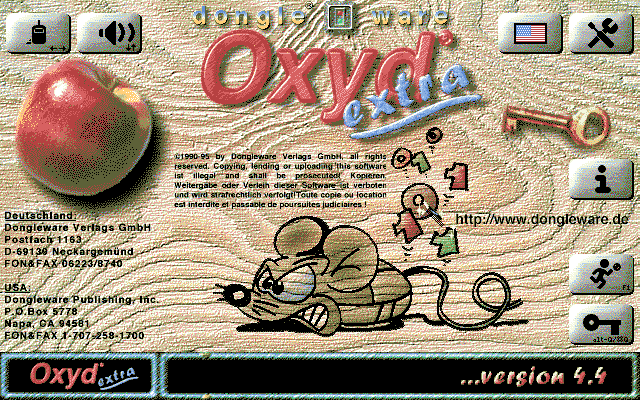 dongle ware
Oxyd
extra
©1990-95 by Dongleware Verlags GmbH, all rights
reserved. Copying, lending or uploading this software
is illegal and shall be prosecuted! Kopieren,
Weitergabe oder Verleih dieser Software ist verboten
und wird strafrechtlich verfolgt! Toute copie ou location
est interdite et passable de poursuites judiciaires!
http://www.dongleware.de
Deutschland:
Dongleware Verlags GmbH
Postfach 1163
D-69139 Neckargemünd
FON&FAX 06223/8740
USA:
Dongleware Publishing, Inc.
P.O.Box 5778
Napa, CA 94581
FON&FAX 1-707-258-1700
F1
alt-Q/ESC
Oxyd extra
...version 4.4